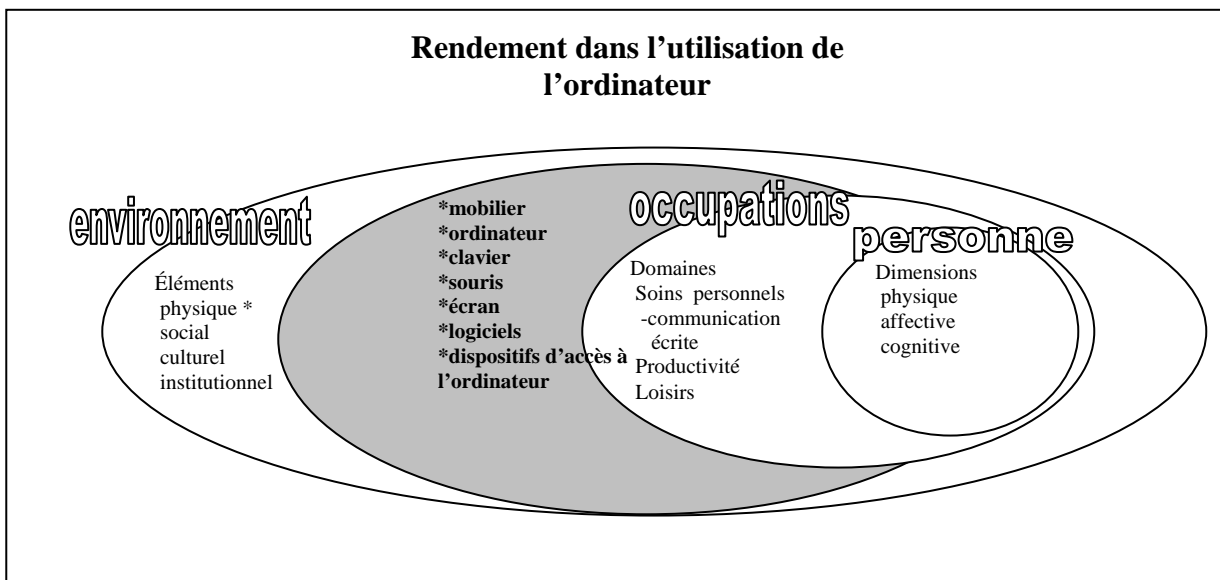 Rendement dans l’utilisation de
l’ordinateur
environnement
Éléments
physique *
social
culturel
institutionnel
*mobilier
*ordinateur
*clavier
*souris
*écran
*logiciels
*dispositifs d’accès à
l’ordinateur
occupations
Domaines
Soins personnels
-communication
écrite
Productivité
Loisirs
personne
Dimensions
physique
affective
cognitive